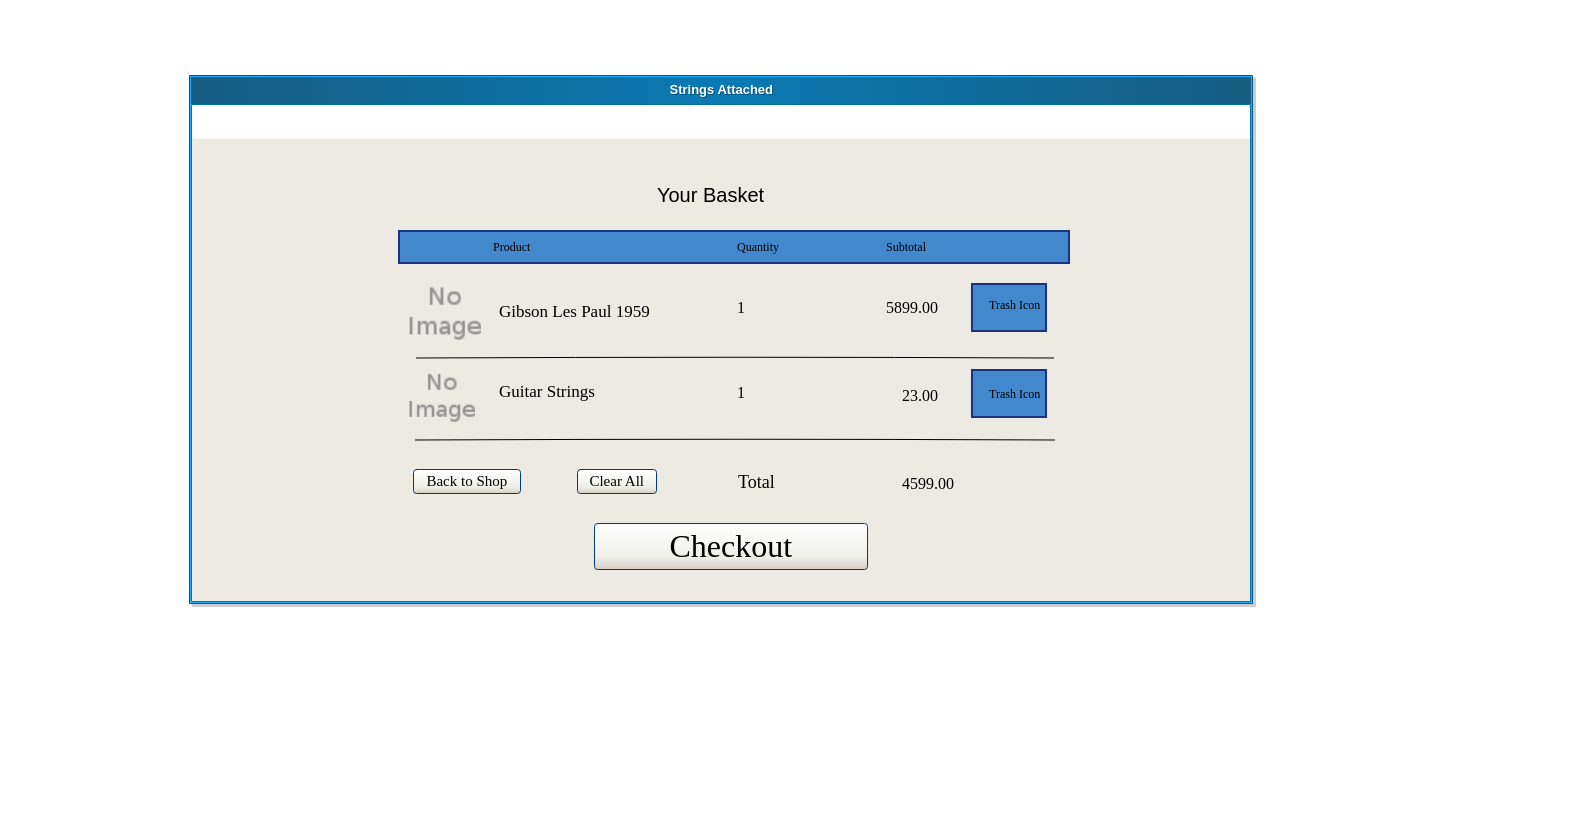 Strings Attached
Your Basket
Product Quantity Subtotal
No
Image
Gibson Les Paul 1959 1 5899.00 Trash Icon
No
Image
Guitar Strings 1 23.00 Trash Icon
Back to Shop Clear All Total 4599.00
Checkout